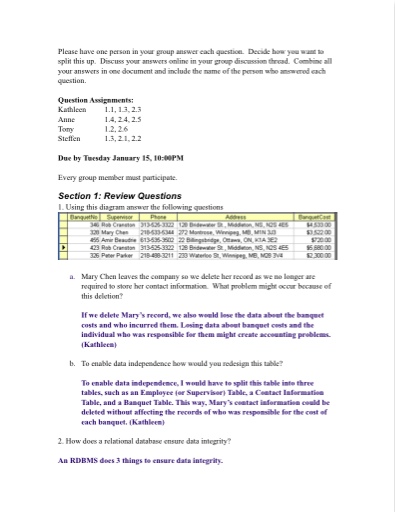 Please have one person in your group answer each question. Decide how you want to
split this up. Discuss your answers online in your group discussion thread. Combine all
your answers in one document and include the name of the person who answered each
question.
Question Assignments:
Kathleen 1.1, 1.3, 2.3
Anne 1.4, 2.4, 2.5
Tony 1.2, 2.6
Steffen 1.3, 2.1, 2.2
Due by Tuesday January 15, 10:00PM
Every group member must participate.
Section 1: Review Questions
1. Using this diagram answer the following questions
BanquetNo Supervisor Phone Address BanquetCost
346 Rob Cranston 313-535-3322 128 Bridewater St., Middleton, NS, N2S 4E5 $4,533.00
328 Mary Chen 218-533-6344 272 Montrose, Winnipeg, MB, M1N 3J3 $3,522.00
455 Amir Beaudrie 613-535-3502 22 Billingsbridge, Ottawa, ON, K1A 3E2 $720.00
423 Rob Cranston 313-535-3322 128 Bridewater St., Middleton, NS, N2S 4E5 $5,680.00
326 Peter Parker 218-488-3211 233 Waterloo St, Winnipeg, MB, M2B 3V4 $2,300.00
a. Mary Chen leaves the company so we delete her record as we no longer are
required to store her contact information. What problem might occur because of
this deletion?
If we delete Mary's record, we also would lose the data about the banquet
costs and who incurred them. Losing data about banquet costs and the
individual who was responsible for them might create accounting problems.
(Kathleen)
b. To enable data independence how would you redesign this table?
To enable data independence, I would have to split this table into three
tables, such as an Employee (or Supervisor) Table, a Contact Information
Table, and a Banquet Table. This way, Mary's contact information could be
deleted without affecting the records of who was responsible for the cost of
each banquet. (Kathleen)
2. How does a relational database ensure data integrity?
An RDBMS does 3 things to ensure data integrity.